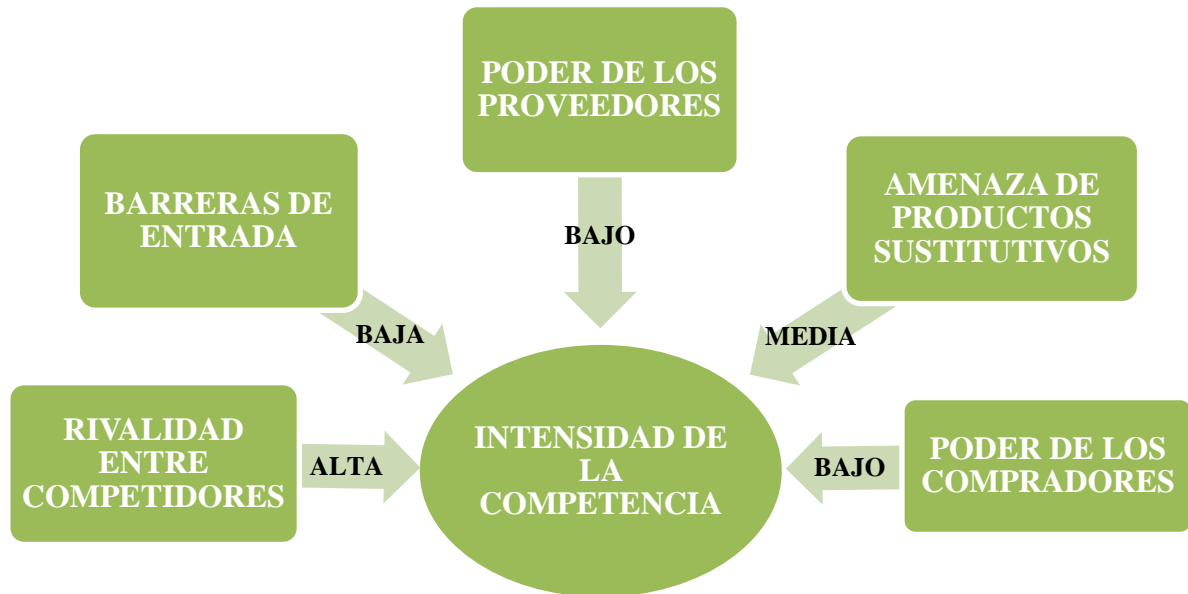 PODER DE LOS
PROVEEDORES
BARRERAS DE
ENTRADA
AMENAZA DE
PRODUCTOS
SUSTITUTIVOS
BAJO
BAJA
MEDIA
RIVALIDAD
ENTRE
COMPETIDORES
ALTA
INTENSIDAD DE
LA
COMPETENCIA
BAJO
PODER DE LOS
COMPRADORES